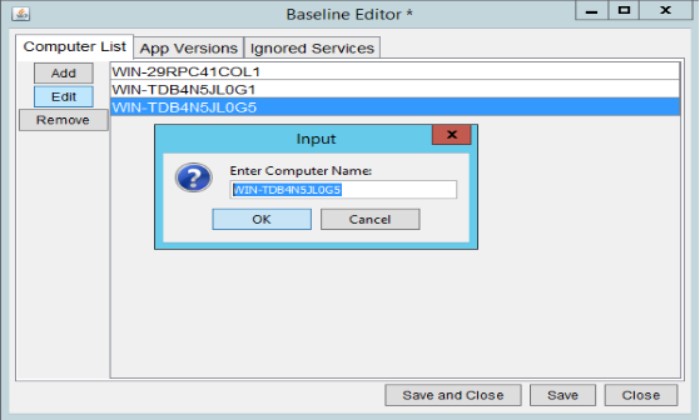 Baseline Editor *
Computer List App Versions Ignored Services
Add
Edit
Remove
WIN-29RPC41COL1
WIN-TDB4N5JL0G1
WIN-TDB4N5JL0G5
Input
Enter Computer Name:
WIN-TDB4N5JL0G5
OK Cancel
Save and Close Save Close